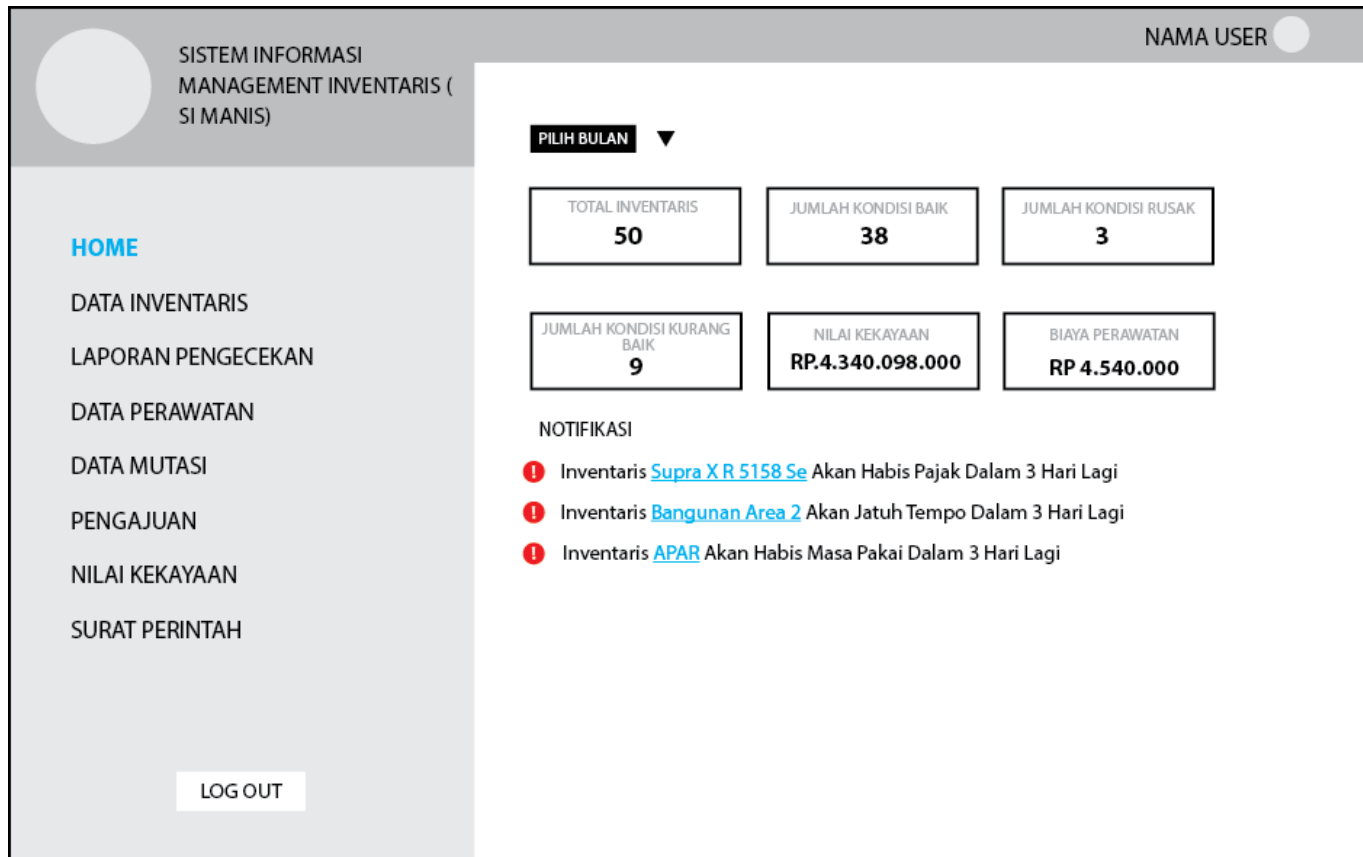 SISTEM INFORMASI
MANAGEMENT INVENTARIS (
SI MANIS)
NAMA USER
HOME
DATA INVENTARIS
LAPORAN PENGECEKAN
DATA PERAWATAN
DATA MUTASI
PENGAJUAN
NILAI KEKAYAAN
SURAT PERINTAH
LOG OUT
PILIH BULAN
TOTAL INVENTARIS
50
JUMLAH KONDISI BAIK
38
JUMLAH KONDISI RUSAK
3
JUMLAH KONDISI KURANG
BAIK
9
NILAI KEKAYAAN
RP.4.340.098.000
BIAYA PERAWATAN
RP 4.540.000
NOTIFIKASI
Inventaris Supra X R 5158 Se Akan Habis Pajak Dalam 3 Hari Lagi
Inventaris Bangunan Area 2 Akan Jatuh Tempo Dalam 3 Hari Lagi
Inventaris APAR Akan Habis Masa Pakai Dalam 3 Hari Lagi